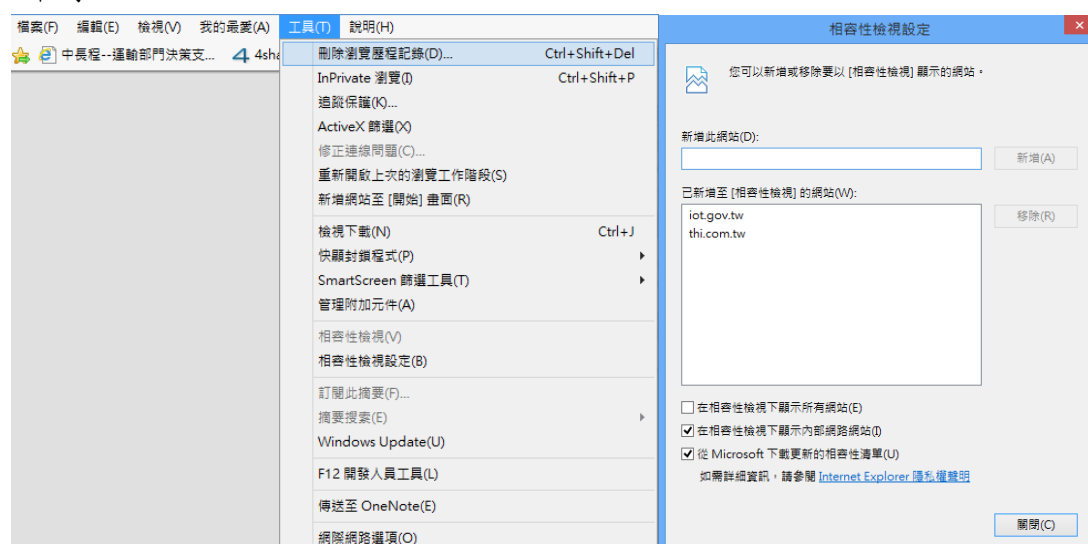 檔案(F) 編輯(E) 檢視(V) 我的最愛(A) 工具(T) 說明(H)
中長程--運輸部門決策支... 4sha
刪除瀏覽歷程記錄(D)... Ctrl+Shift+Del
InPrivate 瀏覽(I) Ctrl+Shift+P
追蹤保護(K)...
ActiveX 篩選(X)
修正連線問題(C)...
重新開啟上次的瀏覽工作階段(S)
新增網站至 [開始] 畫面(R)
檢視下載(N) Ctrl+J
快顯封鎖程式(P)
SmartScreen 篩選工具(T)
管理附加元件(A)
相容性檢視(V)
相容性檢視設定(B)
訂閱此摘要(F)...
摘要探索(E)
Windows Update(U)
F12 開發人員工具(L)
傳送至 OneNote(E)
網際網路選項(O)
相容性檢視設定
您可以新增或移除要以 [相容性檢視] 顯示的網站。
新增此網站(D):
新增(A)
已新增至 [相容性檢視] 的網站(W):
iot.gov.tw
thi.com.tw
移除(R)
在相容性檢視下顯示所有網站(E)
在相容性檢視下顯示內部網路網站(I)
從 Microsoft 下載更新的相容性清單(U)
如需詳細資訊，請參閱 Internet Explorer 隱私權聲明
關閉(C)